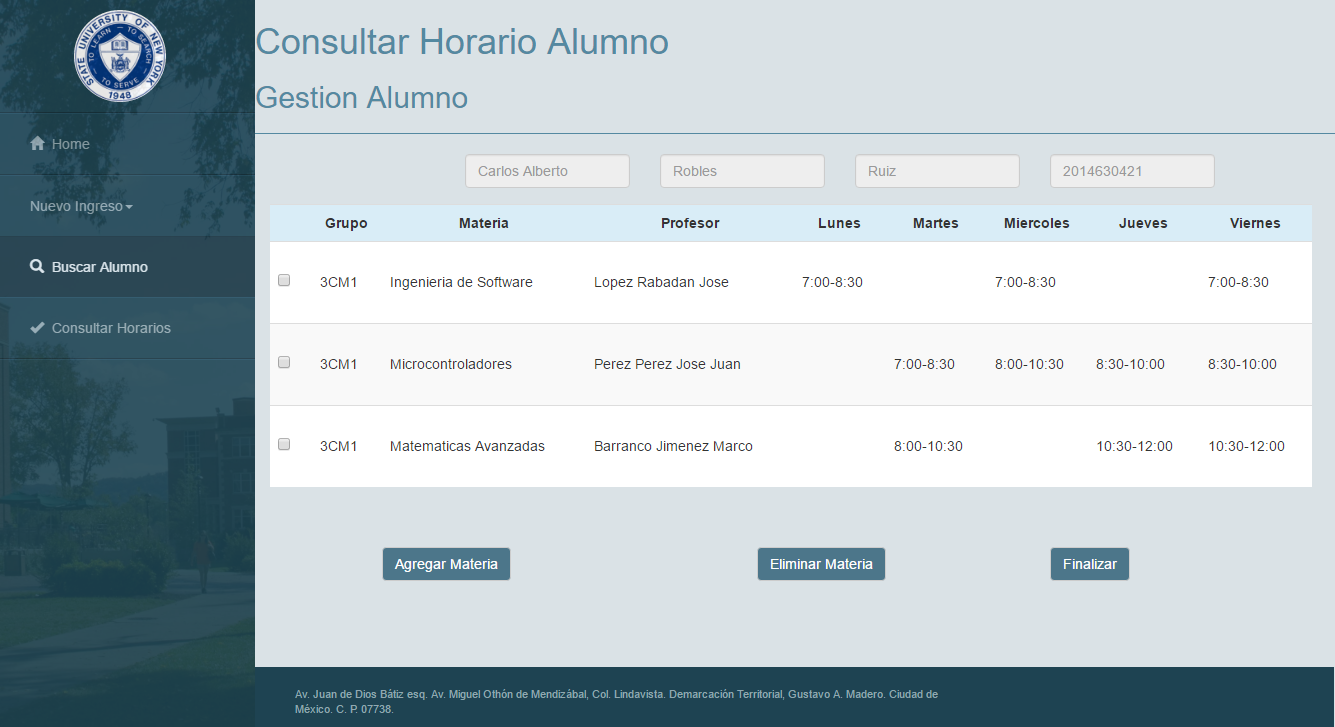 STATE UNIVERSITY OF NEW YORK
TO LEARN TO SEARCH
TO SERVE
1948
Home
Nuevo Ingreso
Buscar Alumno
Consultar Horarios
Consultar Horario Alumno
Gestion Alumno
Carlos Alberto Robles Ruiz 2014630421
Grupo Materia Profesor Lunes Martes Miercoles Jueves Viernes
3CM1 Ingenieria de Software Lopez Rabadan Jose 7:00-8:30 7:00-8:30 7:00-8:30
3CM1 Microcontroladores Perez Perez Jose Juan 7:00-8:30 8:00-10:30 8:30-10:00 8:30-10:00
3CM1 Matematicas Avanzadas Barranco Jimenez Marco 8:00-10:30 10:30-12:00 10:30-12:00
Agregar Materia Eliminar Materia Finalizar
Av. Juan de Dios Bátiz esq. Av. Miguel Othón de Mendizábal, Col. Lindavista. Demarcación Territorial, Gustavo A. Madero. Ciudad de
México. C. P. 07738.